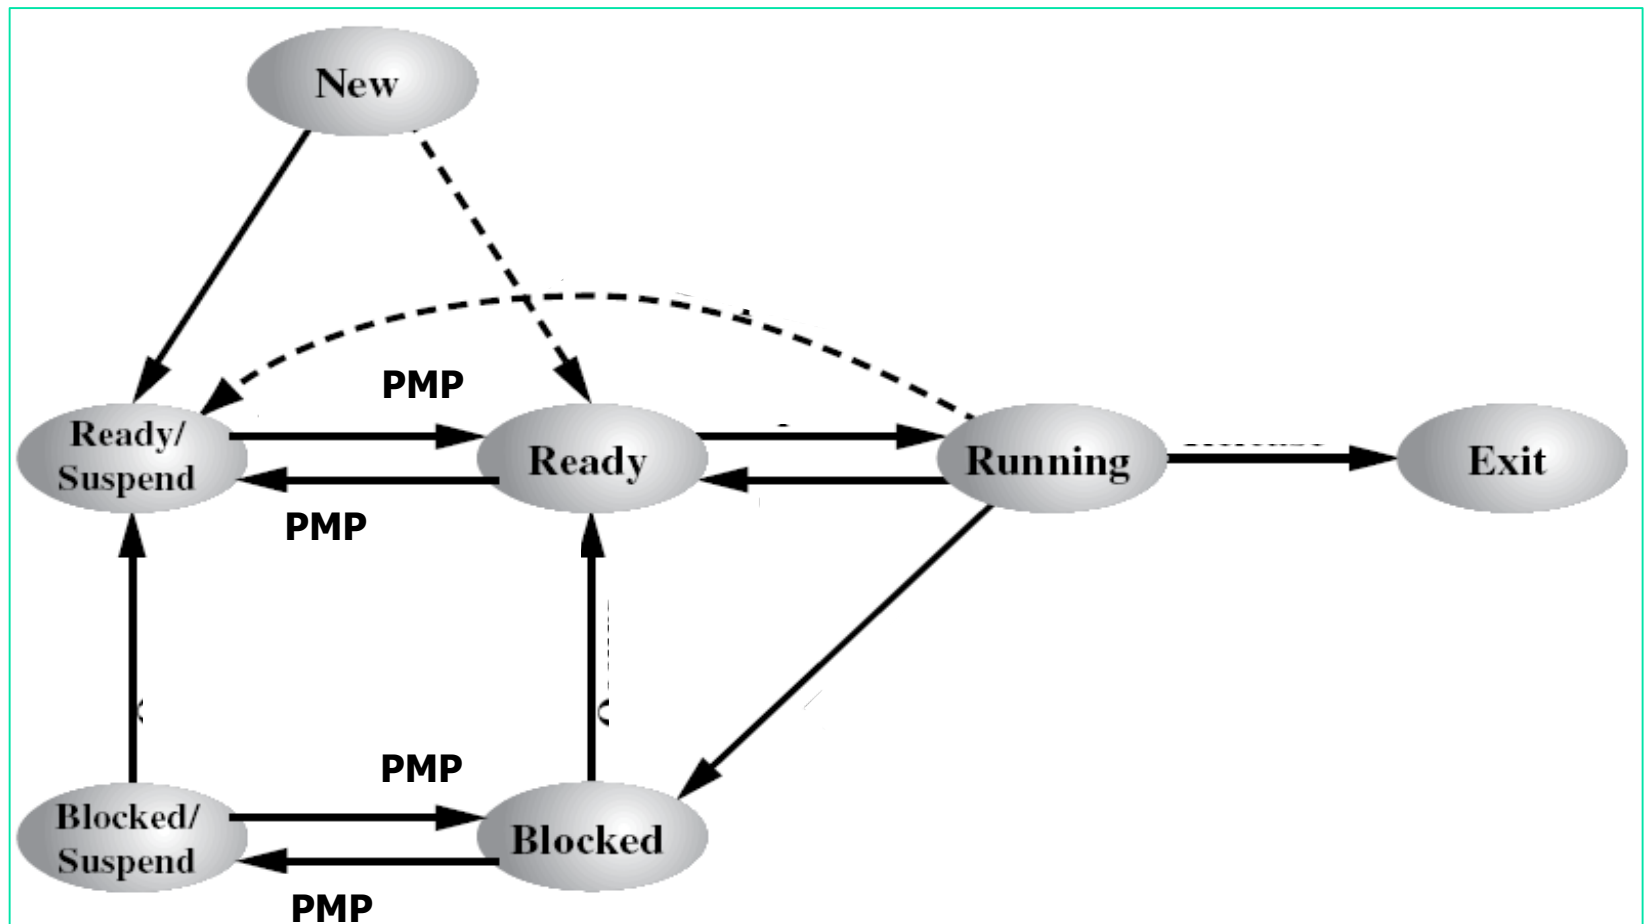 New
PMP
Ready/
Suspend
Ready
Running
Exit
PMP
PMP
Blocked/
Suspend
Blocked
PMP